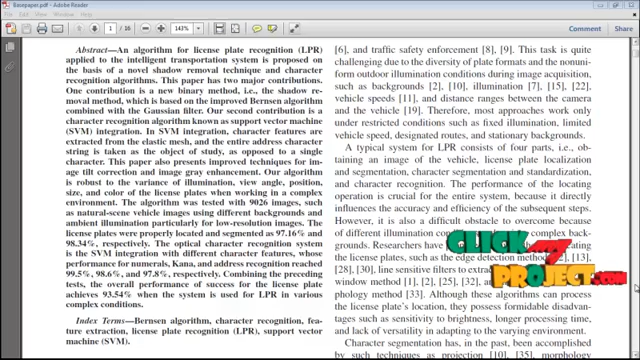 Basepaper.pdf - Adobe Reader
File Edit View Window Help
1 / 16
143%
Comment
Share
Abstract— An algorithm for license plate recognition (LPR)
applied to the intelligent transportation system is proposed on
the basis of a novel shadow removal technique and character
recognition algorithms. This paper has two major contributions.
One contribution is a new binary method, i.e., the shadow
removal method, which is based on the improved Bernsen algorithm
combined with the Gaussian filter. Our second contribution is a
character recognition algorithm known as support vector machine
(SVM) integration. In SVM integration, character features are
extracted from the elastic mesh, and the entire address character
string is taken as the object of study, as opposed to a single
character. This paper also presents improved techniques for im-
age tilt correction and image gray enhancement. Our algorithm
is robust to the variance of illumination, view angle, position,
size, and color of the license plates when working in a complex
environment. The algorithm was tested with 9026 images, such
as natural-scene vehicle images using different backgrounds and
ambient illumination particularly for low-resolution images. The
license plates were properly located and segmented as 97.16% and
98.34%, respectively. The optical character recognition system
is the SVM integration with different character features, whose
performance for numerals, Kana, and address recognition reached
99.5%, 98.6%, and 97.8%, respectively. Combining the preceding
tests, the overall performance of success for the license plate
achieves 93.54% when the system is used for LPR in various
complex conditions.
Index Terms— Bernsen algorithm, character recognition, fea-
ture extraction, license plate recognition (LPR), support vector
machine (SVM).
[6], and traffic safety enforcement [8], [9]. This task is quite
challenging due to the diversity of plate formats and the nonuni-
form outdoor illumination conditions during image acquisition,
such as backgrounds [2], [10], illumination [7], [15], [22],
vehicle speeds [11], and distance ranges between the camera
and the vehicle [19]. Therefore, most approaches work only
under restricted conditions such as fixed illumination, limited
vehicle speed, designated routes, and stationary backgrounds.
A typical system for LPR consists of four parts, i.e., ob-
taining an image of the vehicle, license plate localization
and segmentation, character segmentation and standardization,
and character recognition. The performance of the locating
operation is crucial for the entire system, because it directly
influences the accuracy and efficiency of the subsequent steps.
However, it is also a difficult obstacle to overcome because
of different illumination conditions and complex back-
grounds. Researchers have
the license plates, such as the edge detection method [13],
[28], [30], line sensitive filters to extract
window method [1], [2], [25], [32], an
phology method [33]. Although these algorithms can process
the license plate's location, they possess formidable disadvan-
tages such as sensitivity to brightness, longer processing time,
and lack of versatility in adapting to the varying environment.
Character segmentation has, in the past, been accomplished
by such techniques as projection [10], [35], morphology
CLICK MY PROJECT.COM